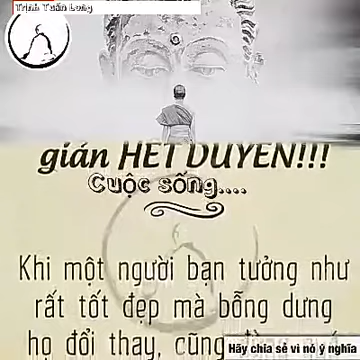 Trịnh Tuấn Long
gián HẾT DUYÊN!!!
Cuộc sống....
Khi một người bạn tưởng như
rất tốt đẹp mà bỗng dưng
họ đổi thay, cũng
Hãy chia sẻ vì nó ý nghĩa